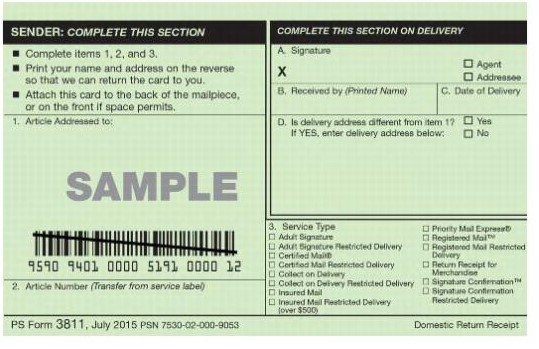 SENDER: COMPLETE THIS SECTION
■ Complete items 1, 2, and 3.
■ Print your name and address on the reverse
so that we can return the card to you.
■ Attach this card to the back of the mailpiece,
or on the front if space permits.
1. Article Addressed to:
SAMPLE
9590 9401 0000 5191 0000 12
2. Article Number (Transfer from service label)
COMPLETE THIS SECTION ON DELIVERY
A. Signature
X
☐ Agent
☐ Addressee
B. Received by (Printed Name)
C. Date of Delivery
D. Is delivery address different from item 1? ☐ Yes
If YES, enter delivery address below: ☐ No
3. Service Type
☐ Adult Signature
☐ Adult Signature Restricted Delivery
☐ Certified Mail®
☐ Certified Mail Restricted Delivery
☐ Collect on Delivery
☐ Collect on Delivery Restricted Delivery
☐ Insured Mail
☐ Insured Mail Restricted Delivery
(over $500)
☐ Priority Mail Express®
☐ Registered Mail™
☐ Registered Mail Restricted
Delivery
☐ Return Receipt for
Merchandise
☐ Signature Confirmation™
☐ Signature Confirmation
Restricted Delivery
PS Form 3811, July 2015 PSN 7530-02-000-9053
Domestic Return Receipt